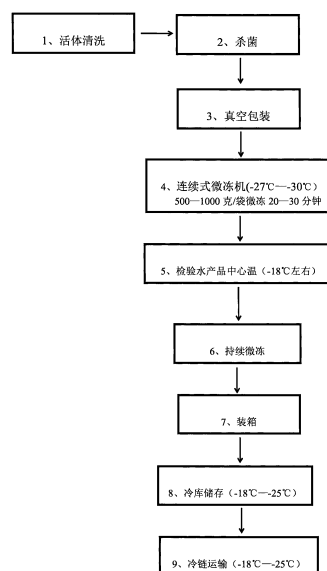 1、活体清洗
2、杀菌
3、真空包装
4、连续式微冻机(-27℃—-30℃)
500—1000 克/袋微冻 20—30 分钟
5、检验水产品中心温（-18℃左右）
6、持续微冻
7、装箱
8、冷库储存（-18℃—-25℃）
9、冷链运输（-18℃—-25℃）